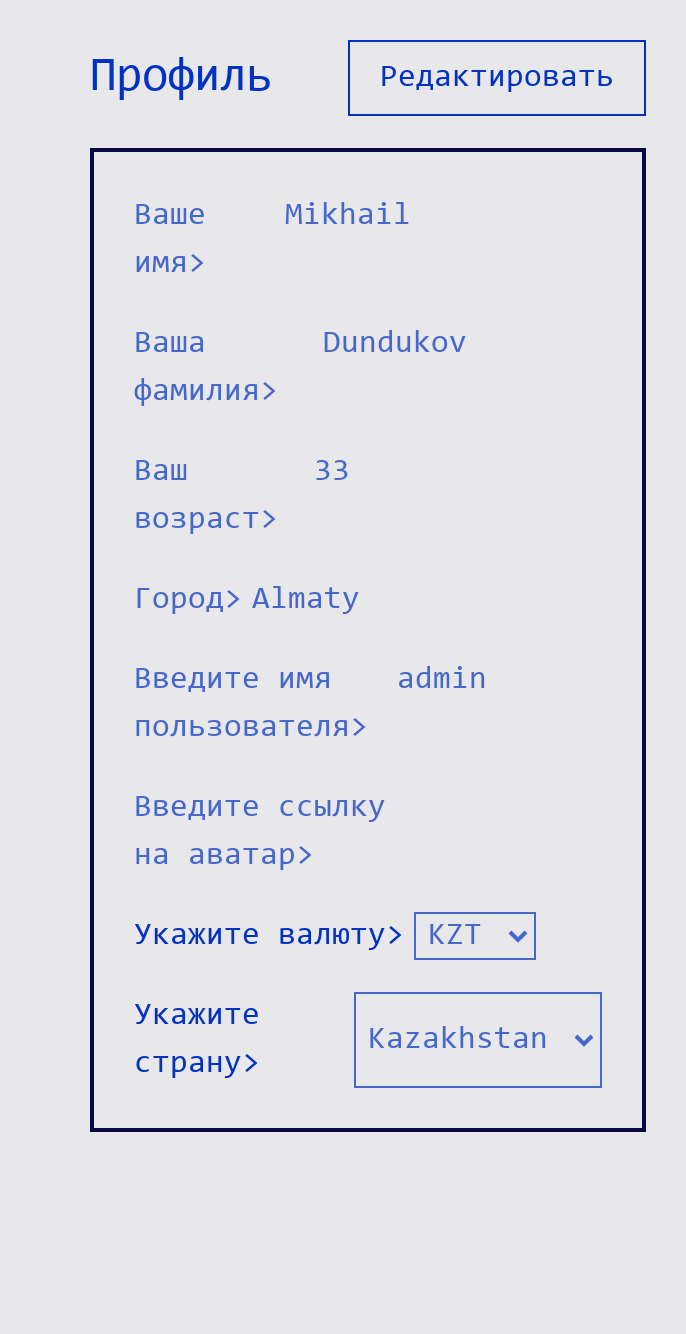 Профиль Редактировать
Ваше Mikhail
имя>
Ваша Dundukov
фамилия>
Ваш 33
возраст>
Город> Almaty
Введите имя admin
пользователя>
Введите ссылку
на аватар>
Укажите валюту> KZT
Укажите
страну> Kazakhstan